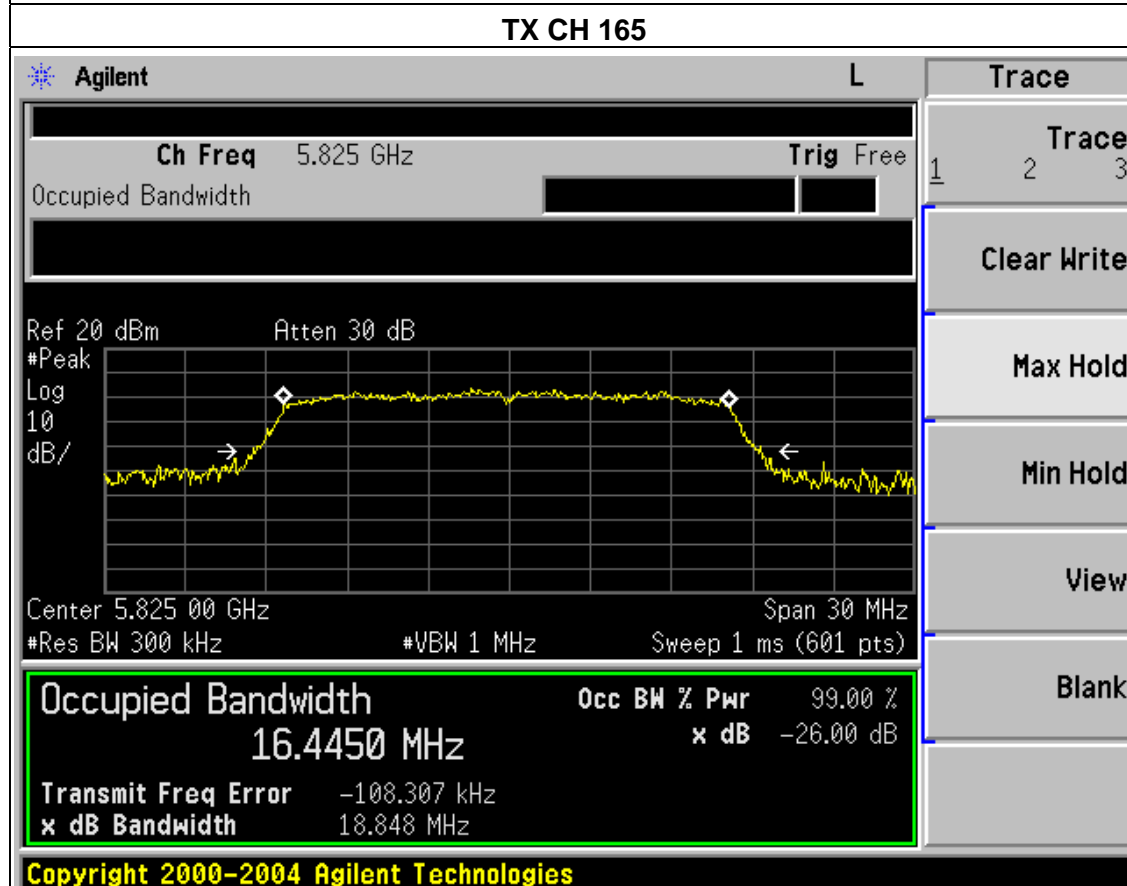 TX CH 165
Agilent L
Trace
Ch Freq 5.825 GHz Trig Free
Occupied Bandwidth
Trace
1 2 3
Clear Write
Max Hold
Min Hold
View
Blank
Ref 20 dBm Atten 30 dB
#Peak
Log
10
dB/
Center 5.825 00 GHz Span 30 MHz
#Res BW 300 kHz #VBW 1 MHz Sweep 1 ms (601 pts)
Occupied Bandwidth Occ BW % Pwr 99.00 %
16.4450 MHz x dB -26.00 dB
Transmit Freq Error -108.307 kHz
x dB Bandwidth 18.848 MHz
Copyright 2000-2004 Agilent Technologies